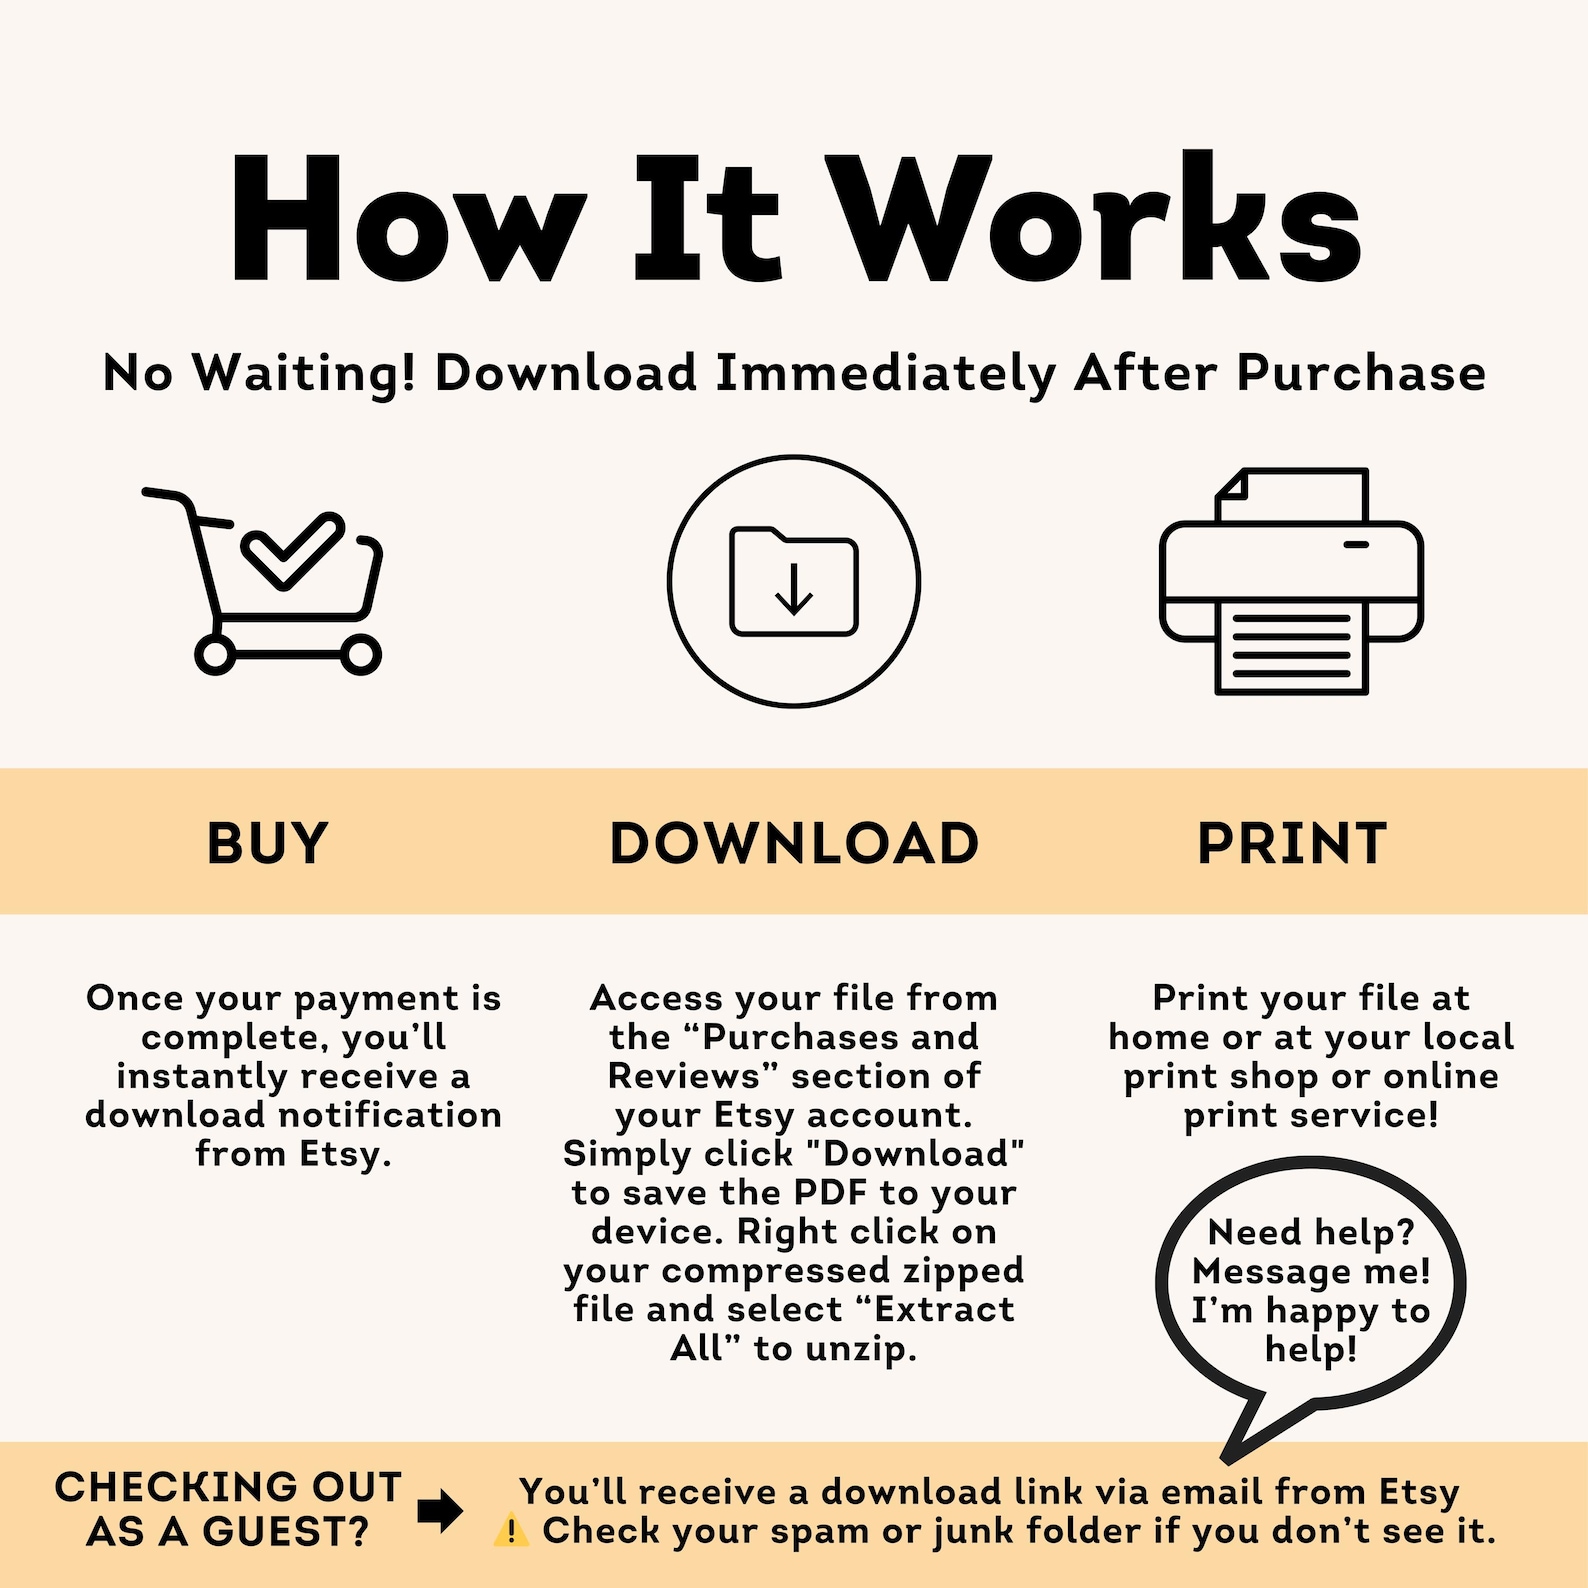 How It Works
No Waiting! Download Immediately After Purchase
BUY
DOWNLOAD
PRINT
Once your payment is
complete, you’ll
instantly receive a
download notification
from Etsy.
Access your file from
the “Purchases and
Reviews” section of
your Etsy account.
Simply click "Download"
to save the PDF to your
device. Right click on
your compressed zipped
file and select “Extract
All” to unzip.
Print your file at
home or at your local
print shop or online
print service!
Need help?
Message me!
I’m happy to
help!
CHECKING OUT
AS A GUEST?
You’ll receive a download link via email from Etsy
⚠️ Check your spam or junk folder if you don’t see it.